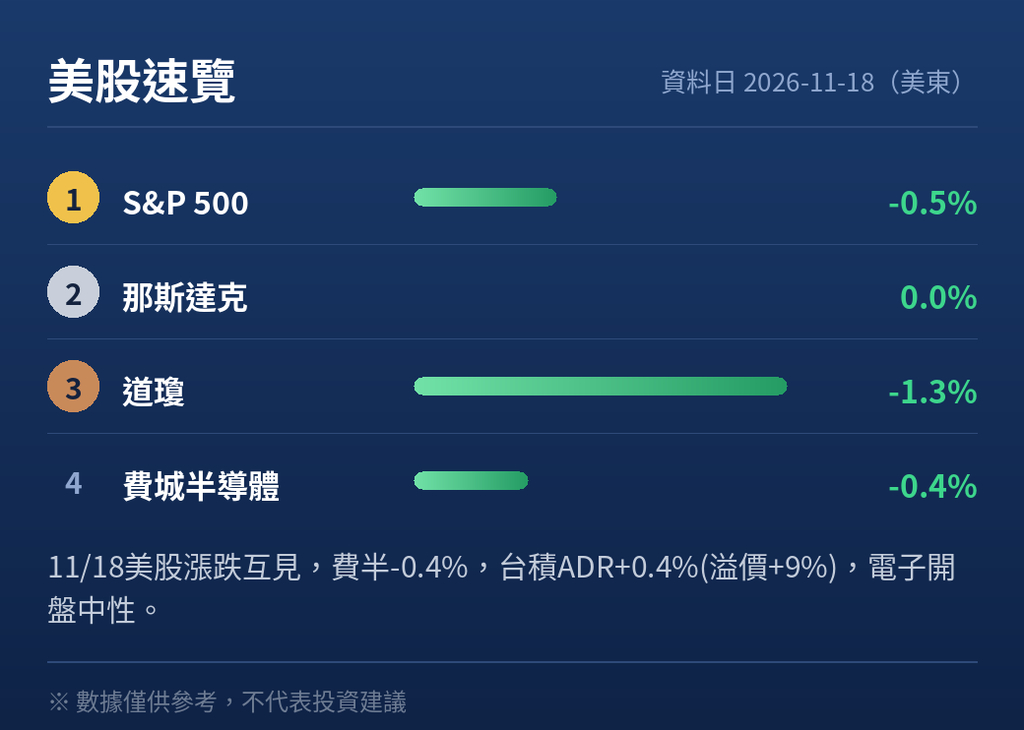 美股速覽
資料日 2026-11-18（美東）
1 S&P 500 -0.5%
2 那斯達克 0.0%
3 道瓊 -1.3%
4 費城半導體 -0.4%
11/18美股漲跌互見，費半-0.4%，台積ADR+0.4%(溢價+9%)，電子開
盤中性。
※ 數據僅供參考，不代表投資建議